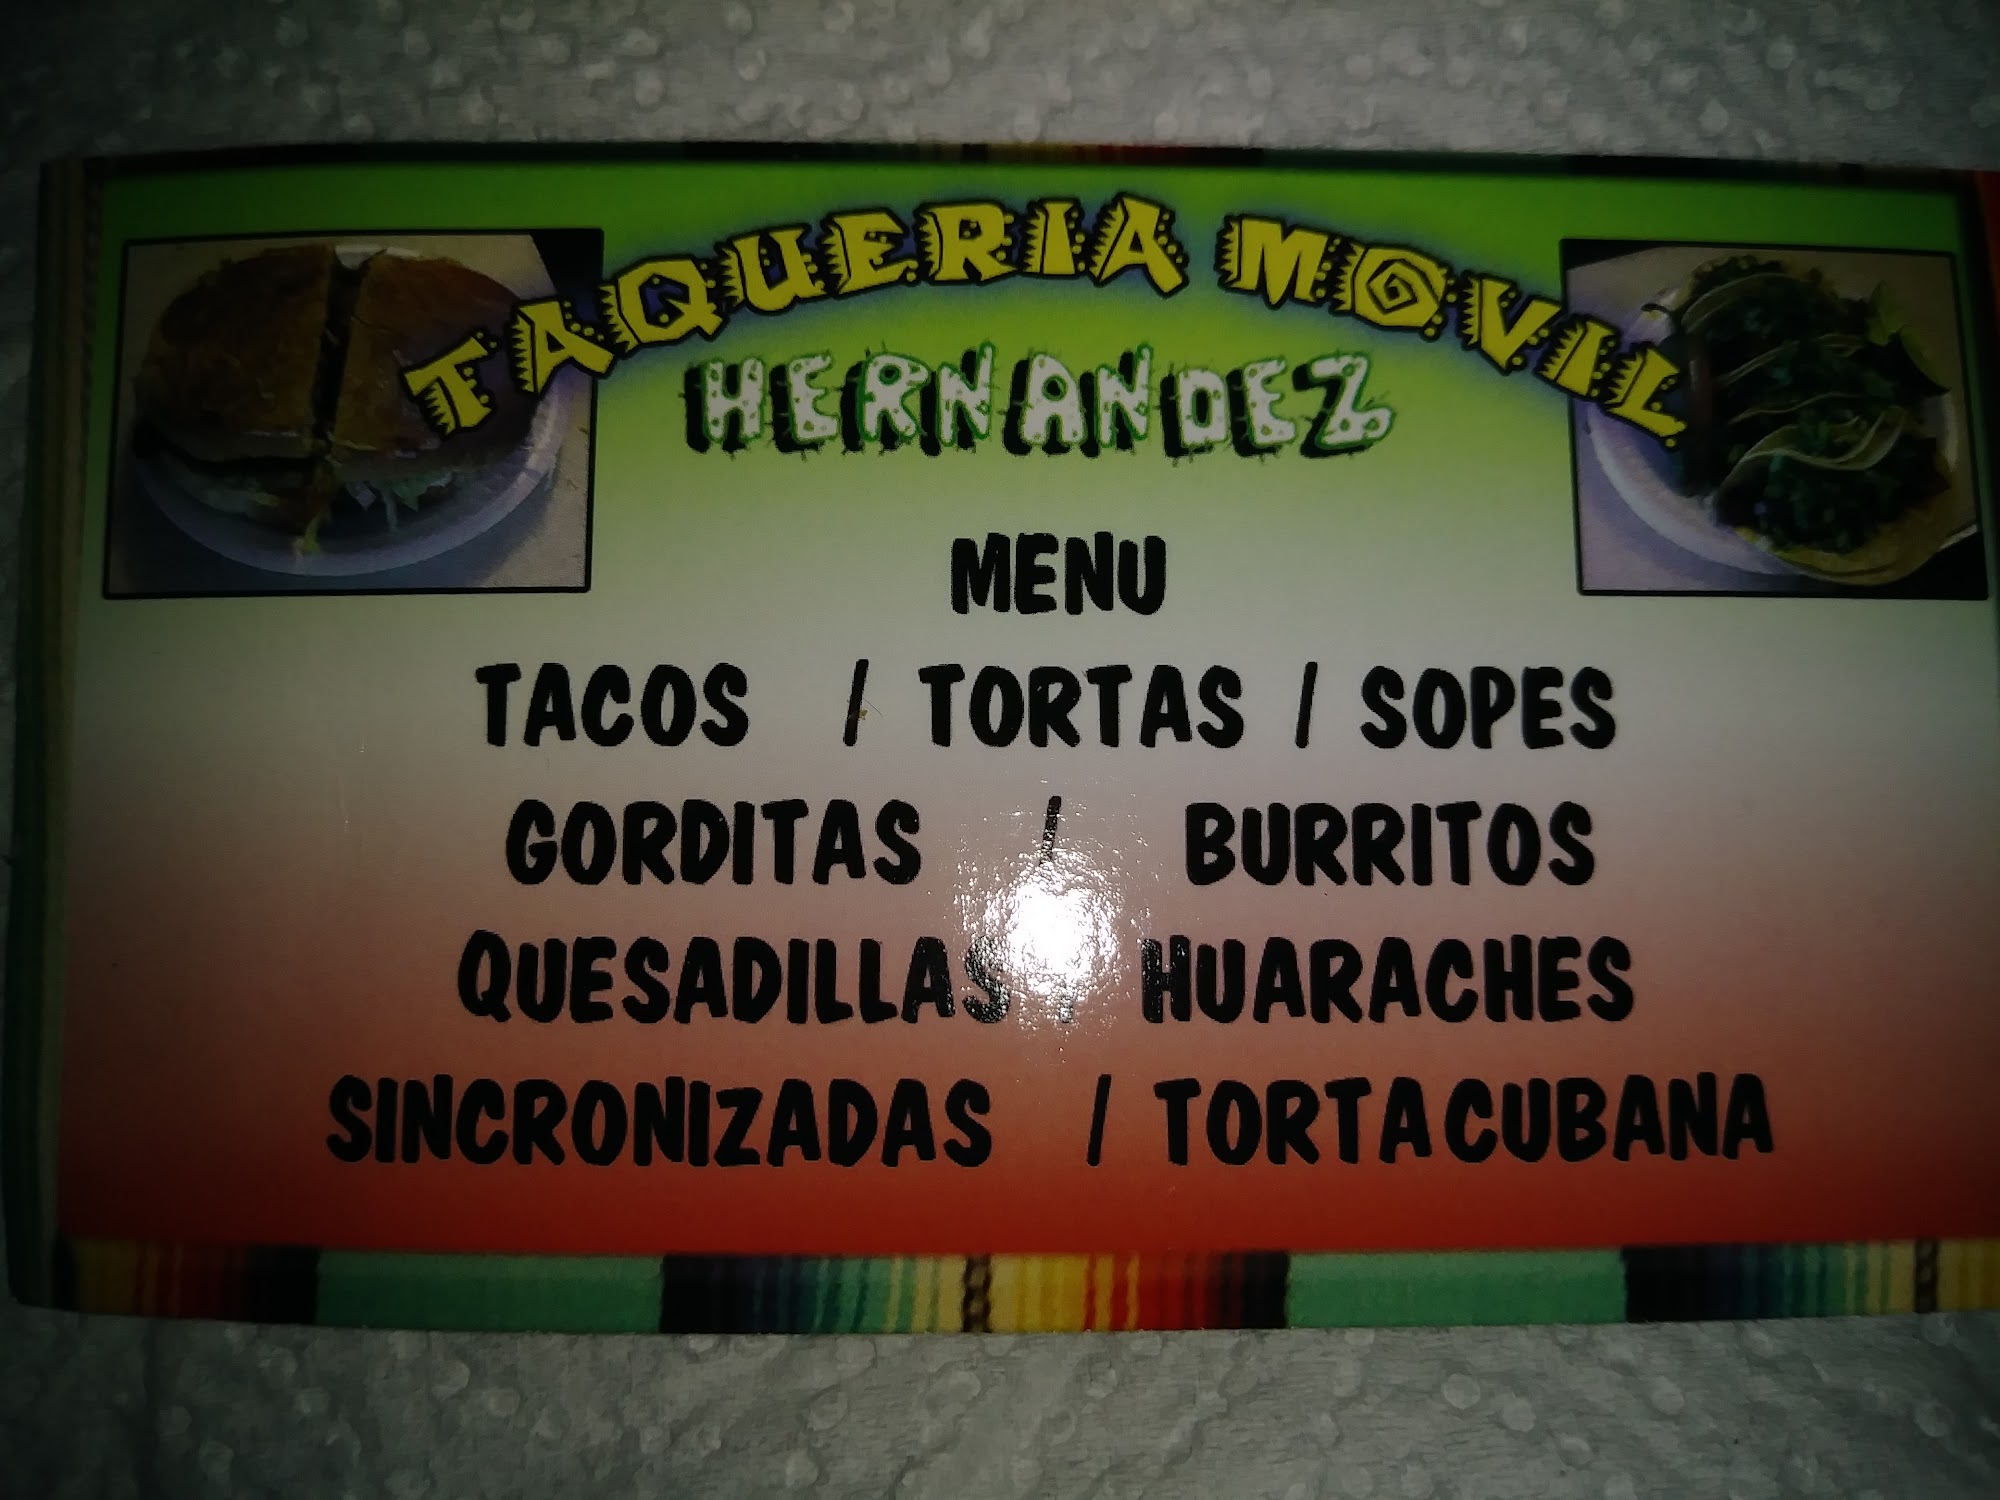 TAQUERIA MOVIL
HERNANDEZ
MENU
TACOS / TORTAS / SOPES
GORDITAS / BURRITOS
QUESADILLAS / HUARACHES
SINCRONIZADAS / TORTA CUBANA